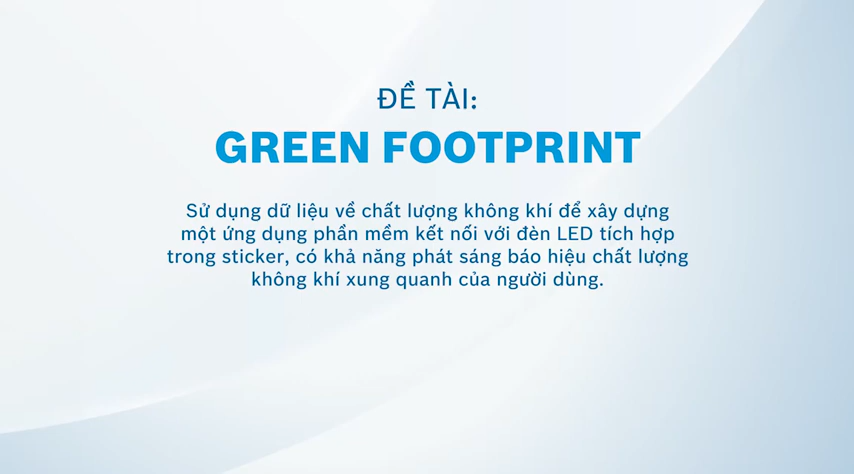 ĐỀ TÀI:
GREEN FOOTPRINT
Sử dụng dữ liệu về chất lượng không khí để xây dựng
một ứng dụng phần mềm kết nối với đèn LED tích hợp
trong sticker, có khả năng phát sáng báo hiệu chất lượng
không khí xung quanh của người dùng.